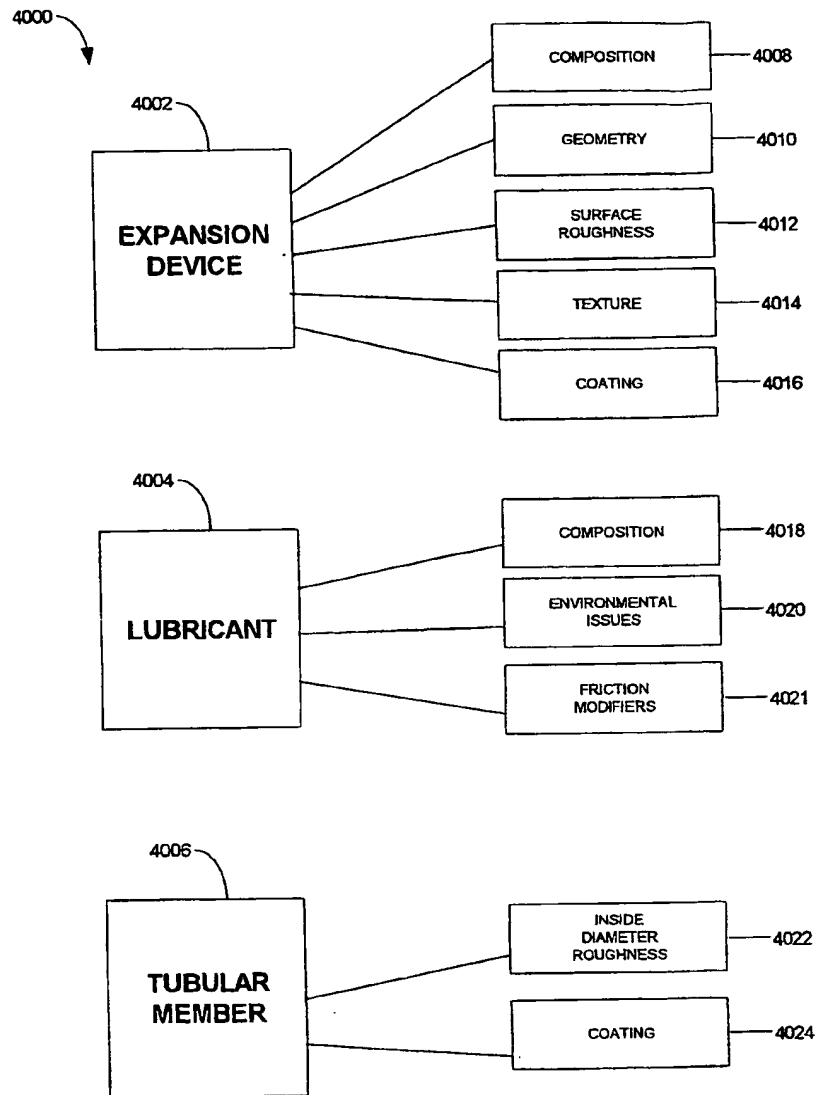 4000
4002
EXPANSION
DEVICE
COMPOSITION
4008
GEOMETRY
4010
SURFACE
ROUGHNESS
4012
TEXTURE
4014
COATING
4016
4004
LUBRICANT
COMPOSITION
4018
ENVIRONMENTAL
ISSUES
4020
FRICTION
MODIFIERS
4021
4006
TUBULAR
MEMBER
INSIDE
DIAMETER
ROUGHNESS
4022
COATING
4024